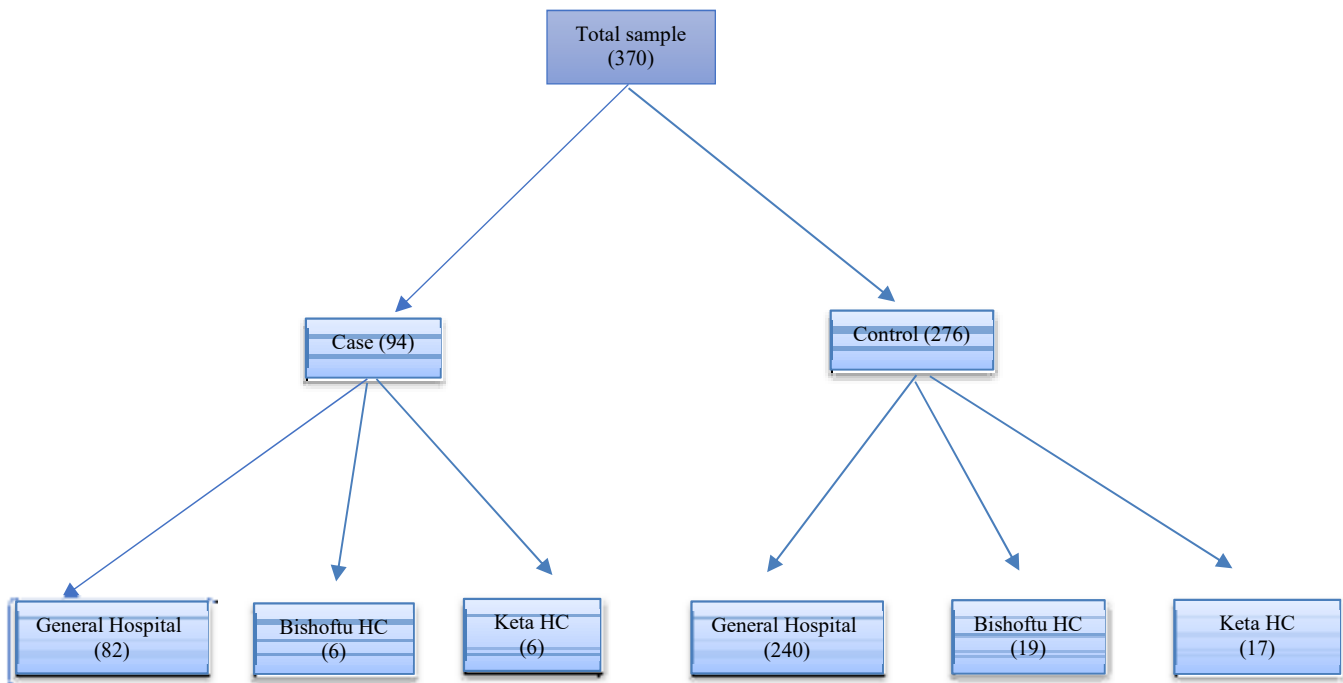 Total sample
(370)
Case (94)
Control (276)
General Hospital
(82)
Bishoftu HC
(6)
Keta HC
(6)
General Hospital
(240)
Bishoftu HC
(19)
Keta HC
(17)